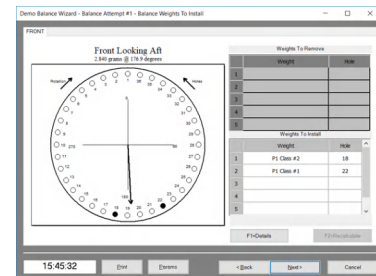 Demo Balance Wizard - Balance Attempt #1 - Balance Weights To Install
FRONT
Front Looking Aft
2.840 grams @ 176.9 degrees
Rotation
Holes
Weights To Remove
Weight Hole
1
2
3
4
5
Weights To Install
Weight Hole
1 P1 Class #2 18
2 P1 Class #1 22
3
4
5
F1=Details
15:45:32 Print Params <Back Next> Cancel